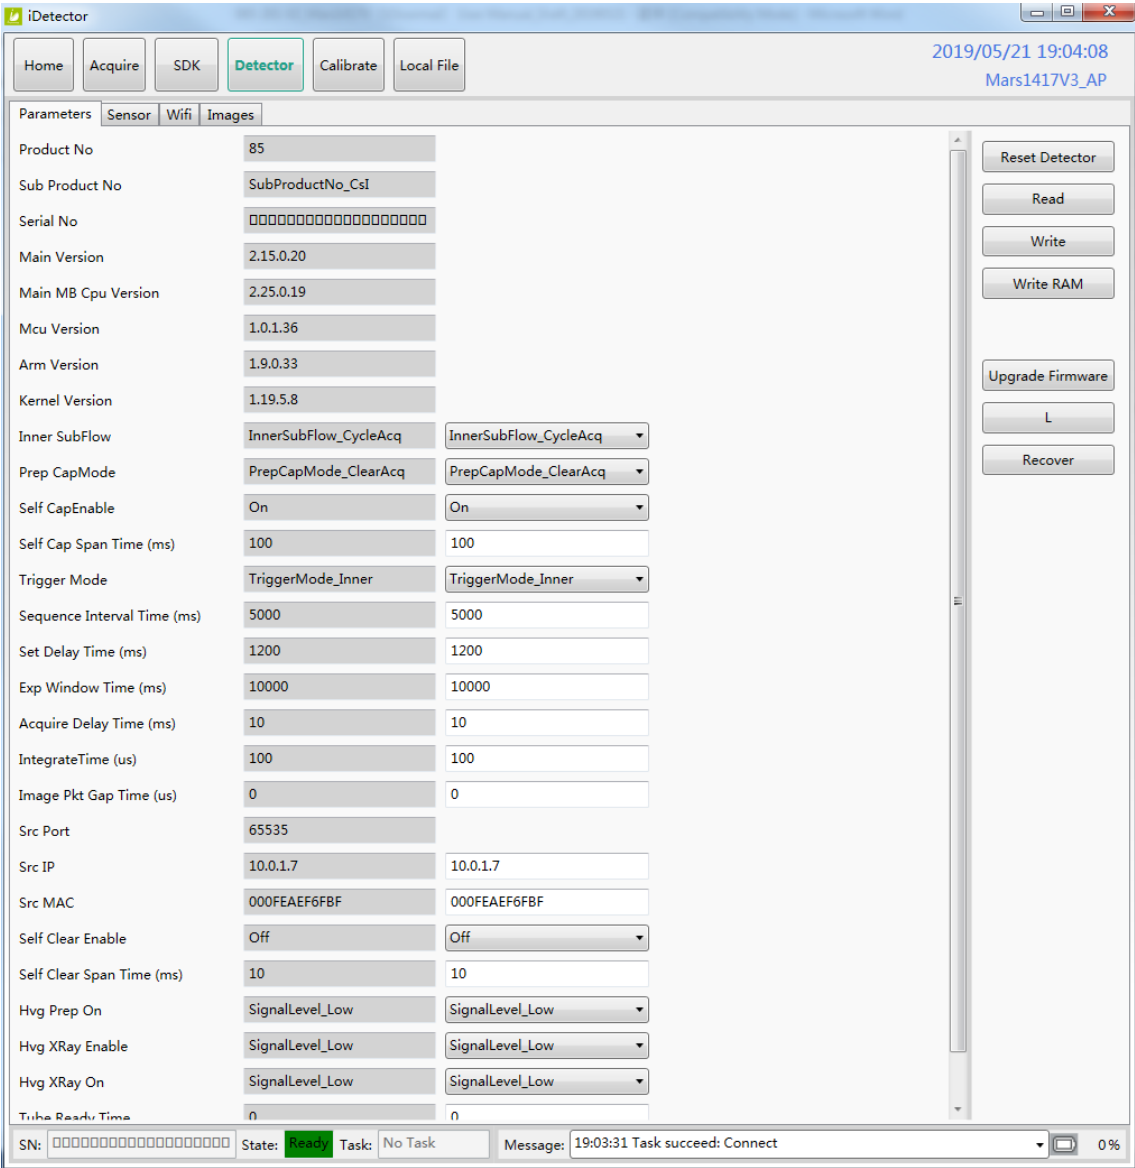 iDetector
Home Acquire SDK Detector Calibrate Local File
2019/05/21 19:04:08
Mars1417V3_AP
Parameters Sensor Wifi Images
Product No 85
Reset Detector
Sub Product No SubProductNo_CsI
Read
Serial No
Write
Main Version 2.15.0.20
Main MB Cpu Version 2.25.0.19
Write RAM
Mcu Version 1.0.1.36
Arm Version 1.9.0.33
Upgrade Firmware
Kernel Version 1.19.5.8
L
Inner SubFlow InnerSubFlow_CycleAcq InnerSubFlow_CycleAcq
Recover
Prep CapMode PrepCapMode_ClearAcq PrepCapMode_ClearAcq
Self CapEnable On On
Self Cap Span Time (ms) 100 100
Trigger Mode TriggerMode_Inner TriggerMode_Inner
Sequence Interval Time (ms) 5000 5000
Set Delay Time (ms) 1200 1200
Exp Window Time (ms) 10000 10000
Acquire Delay Time (ms) 10 10
IntegrateTime (us) 100 100
Image Pkt Gap Time (us) 0 0
Src Port 65535
Src IP 10.0.1.7 10.0.1.7
Src MAC 000FEAEF6FBF 000FEAEF6FBF
Self Clear Enable Off Off
Self Clear Span Time (ms) 10 10
Hvg Prep On SignalLevel_Low SignalLevel_Low
Hvg XRay Enable SignalLevel_Low SignalLevel_Low
Hvg XRay On SignalLevel_Low SignalLevel_Low
Tube Ready Time 0 0
SN: State: Ready Task: No Task Message: 19:03:31 Task succeed: Connect 0%